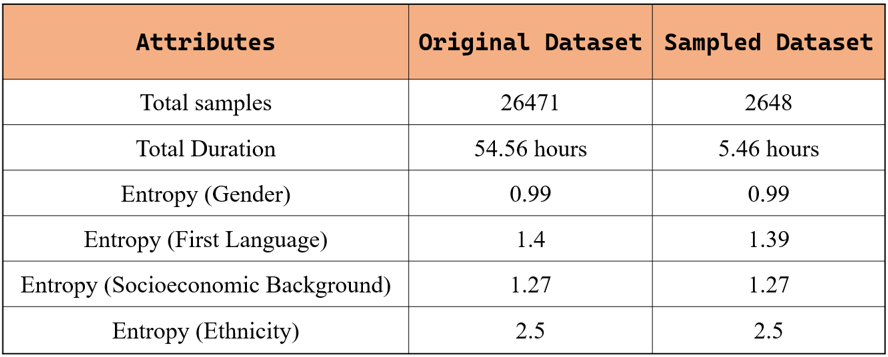 Attributes Original Dataset Sampled Dataset
Total samples 26471 2648
Total Duration 54.56 hours 5.46 hours
Entropy (Gender) 0.99 0.99
Entropy (First Language) 1.4 1.39
Entropy (Socioeconomic Background) 1.27 1.27
Entropy (Ethnicity) 2.5 2.5